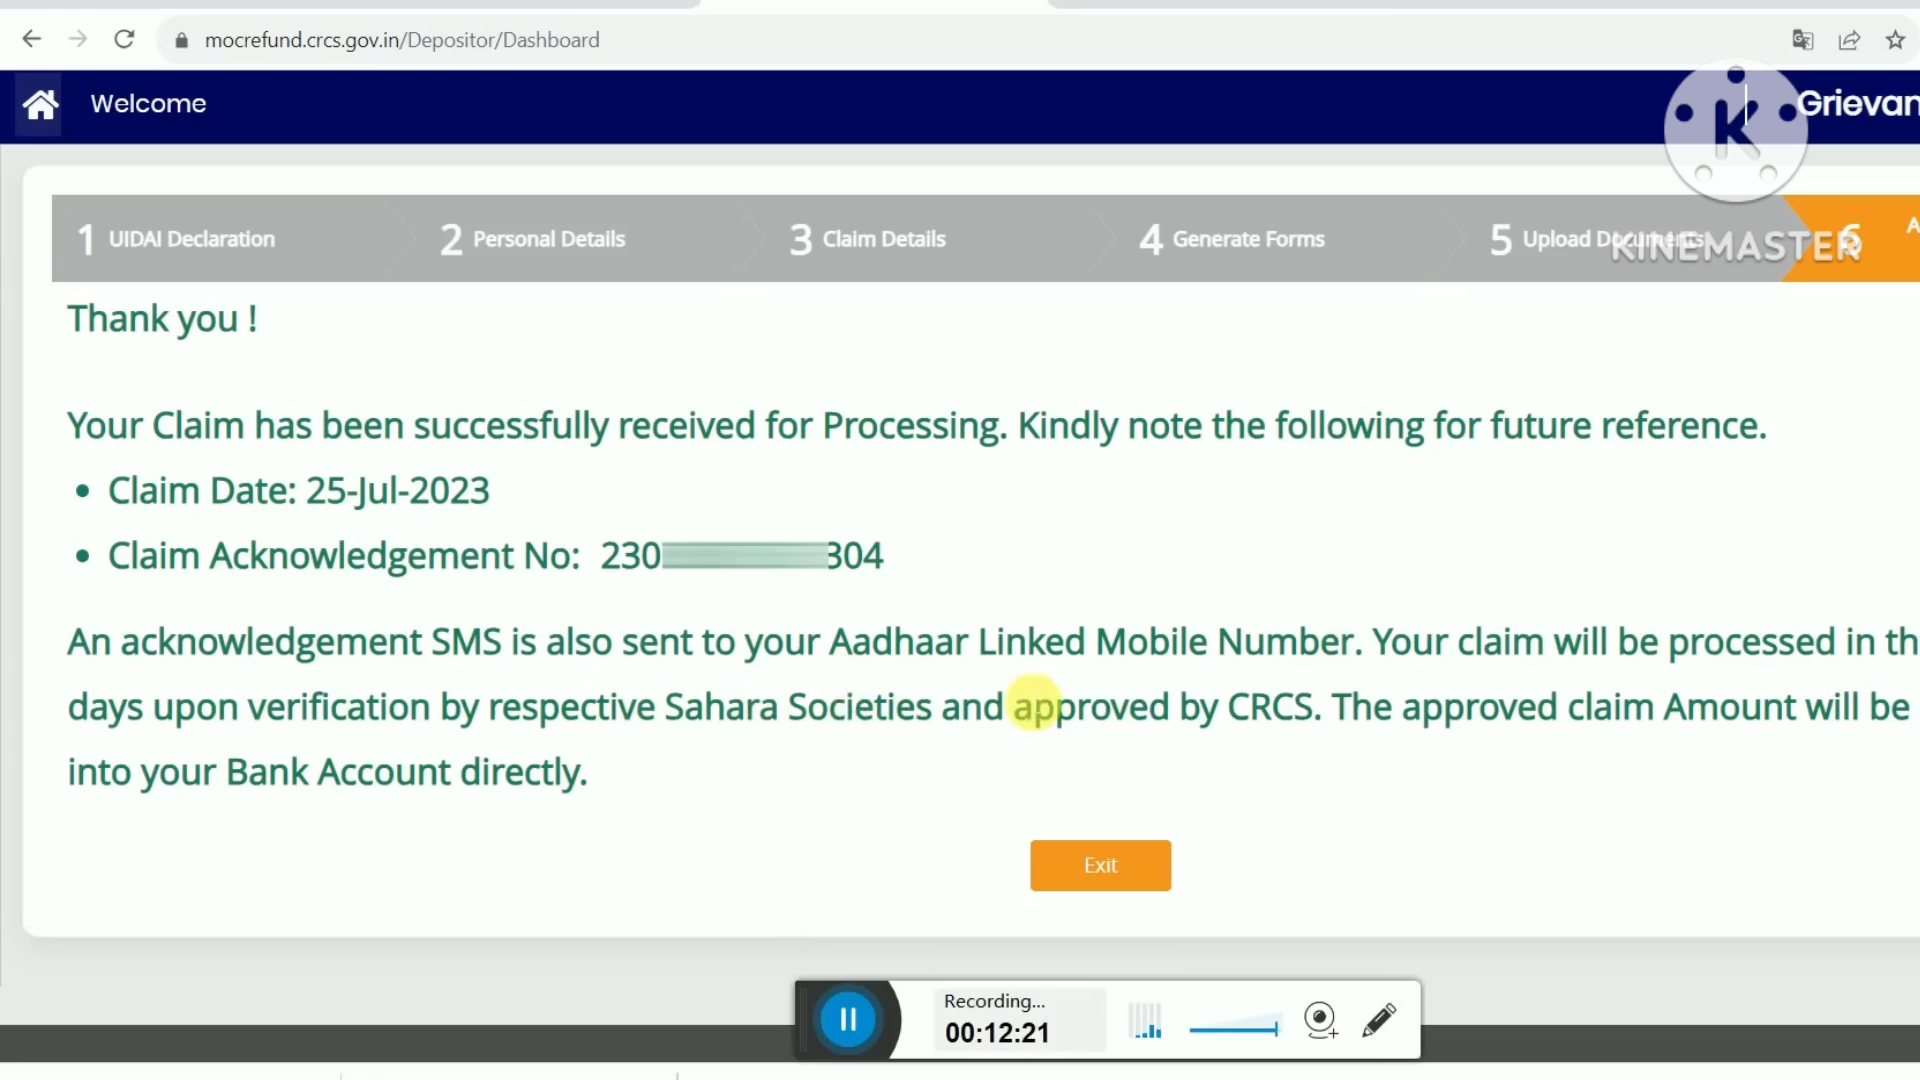 mocrefund.crcs.gov.in/Depositor/Dashboard
Welcome
Grievan
K
1 UIDAI Declaration 2 Personal Details 3 Claim Details 4 Generate Forms 5 Upload Documents 6 A
KINEMASTER
Thank you !
Your Claim has been successfully received for Processing. Kindly note the following for future reference.
• Claim Date: 25-Jul-2023
• Claim Acknowledgement No: 230 304
An acknowledgement SMS is also sent to your Aadhaar Linked Mobile Number. Your claim will be processed in th
days upon verification by respective Sahara Societies and approved by CRCS. The approved claim Amount will be
into your Bank Account directly.
Exit
Recording...
00:12:21